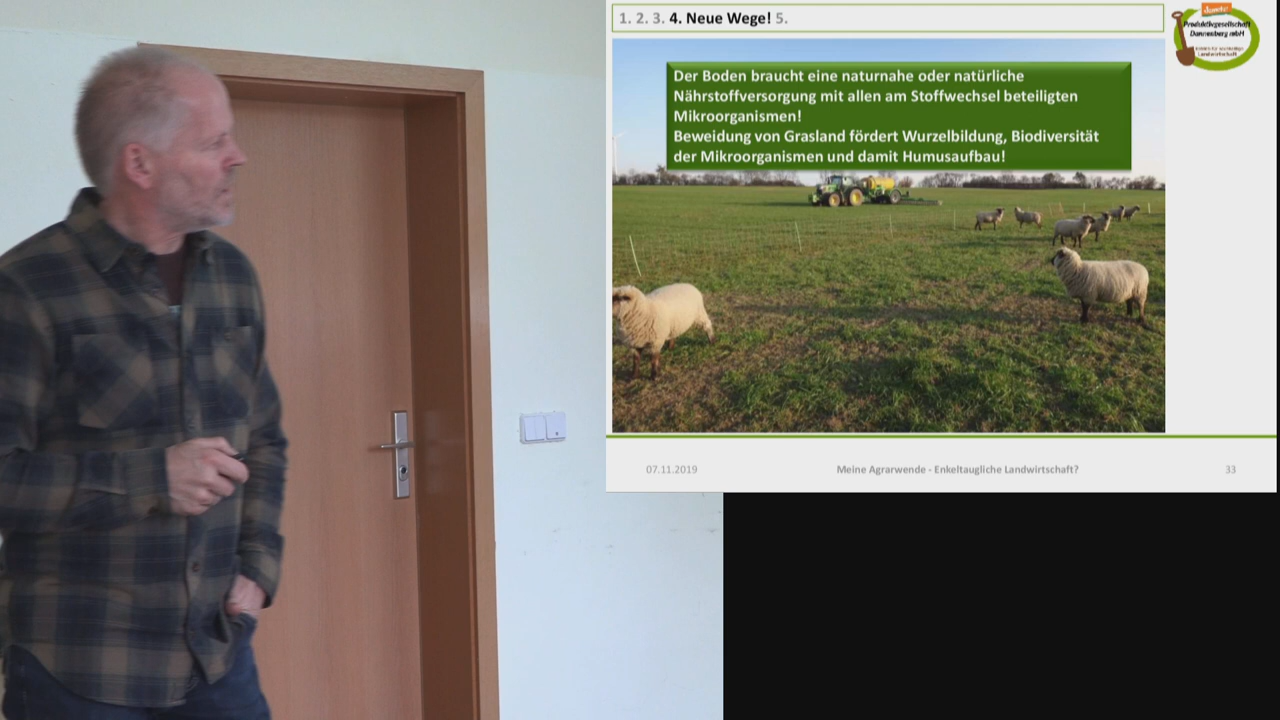 1. 2. 3. 4. Neue Wege! 5.
demeter
Produktivgesellschaft
Dannenberg mbH
Der Boden braucht eine naturnahe oder natürliche
Nährstoffversorgung mit allen am Stoffwechsel beteiligten
Mikroorganismen!
Beweidung von Grasland fördert Wurzelbildung, Biodiversität
der Mikroorganismen und damit Humusaufbau!
07.11.2019
Meine Agrarwende - Enkeltaugliche Landwirtschaft?
33